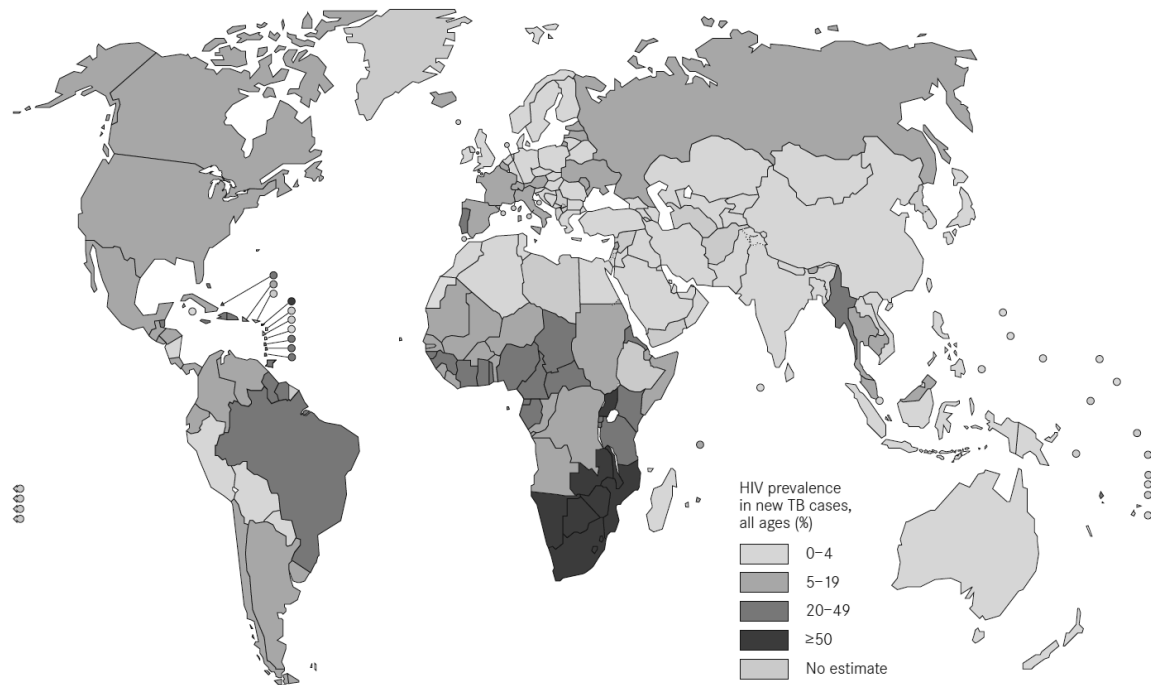 HIV prevalence
in new TB cases,
all ages (%)
0–4
5–19
20–49
≥50
No estimate